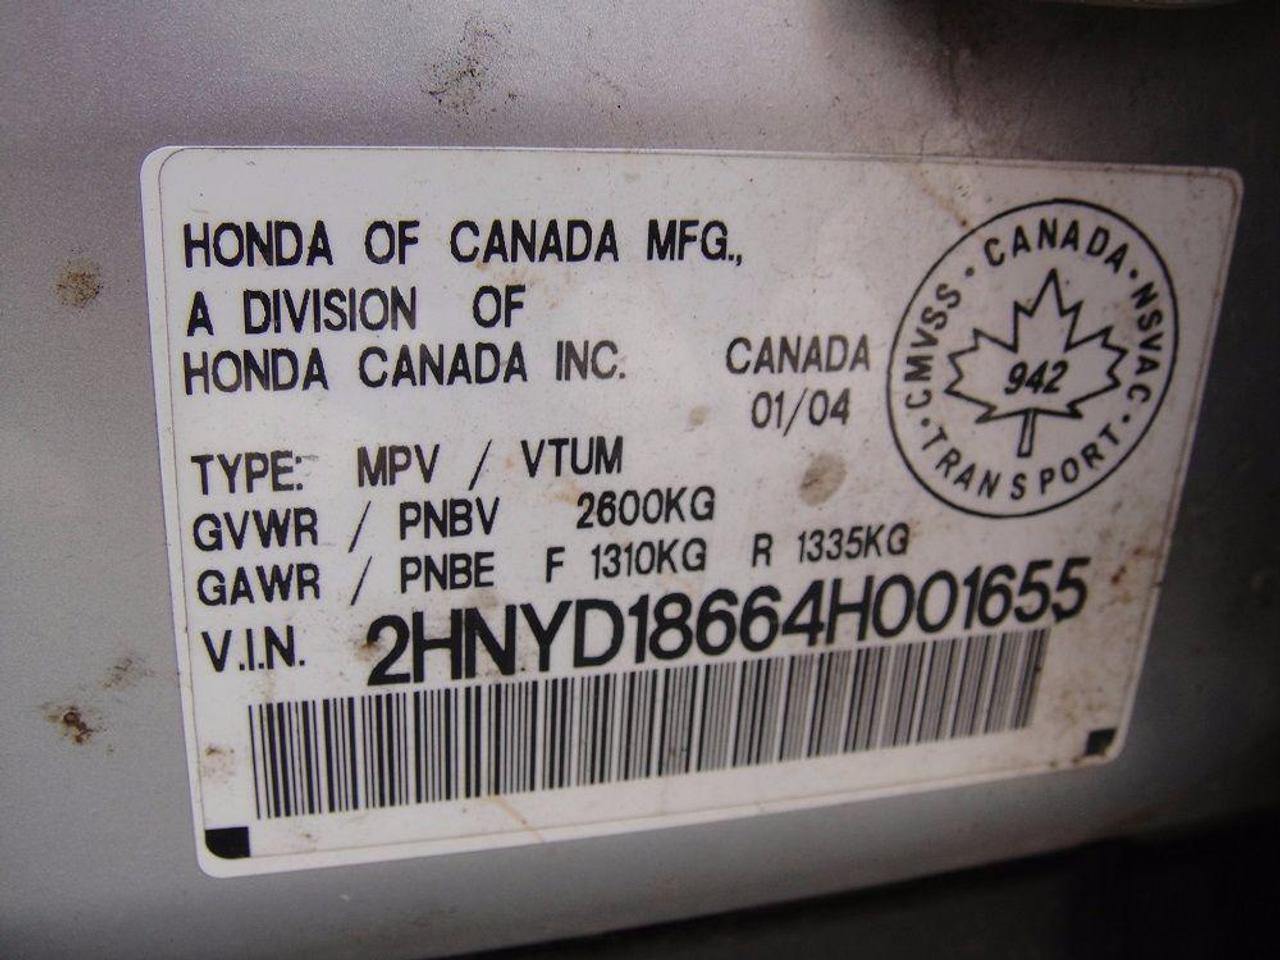 HONDA OF CANADA MFG.,
A DIVISION OF
HONDA CANADA INC. CANADA
01/04
TYPE: MPV / VTUM
GVWR / PNBV 2600KG
GAWR / PNBE F 1310KG R 1335KG
V.I.N. 2HNYD18664H001655
· CANADA · NSVAC · TRANSPORT · CMVSS
942